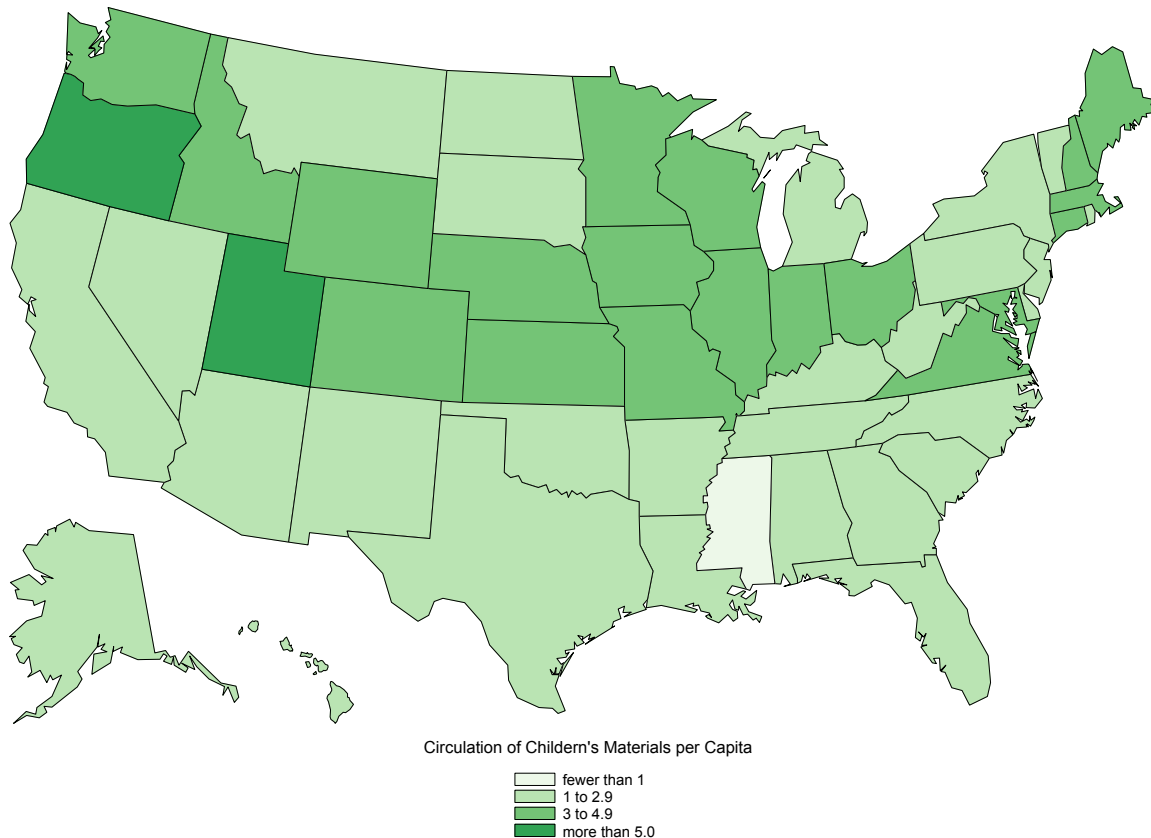 Circulation of Childern's Materials per Capita
fewer than 1
1 to 2.9
3 to 4.9
more than 5.0